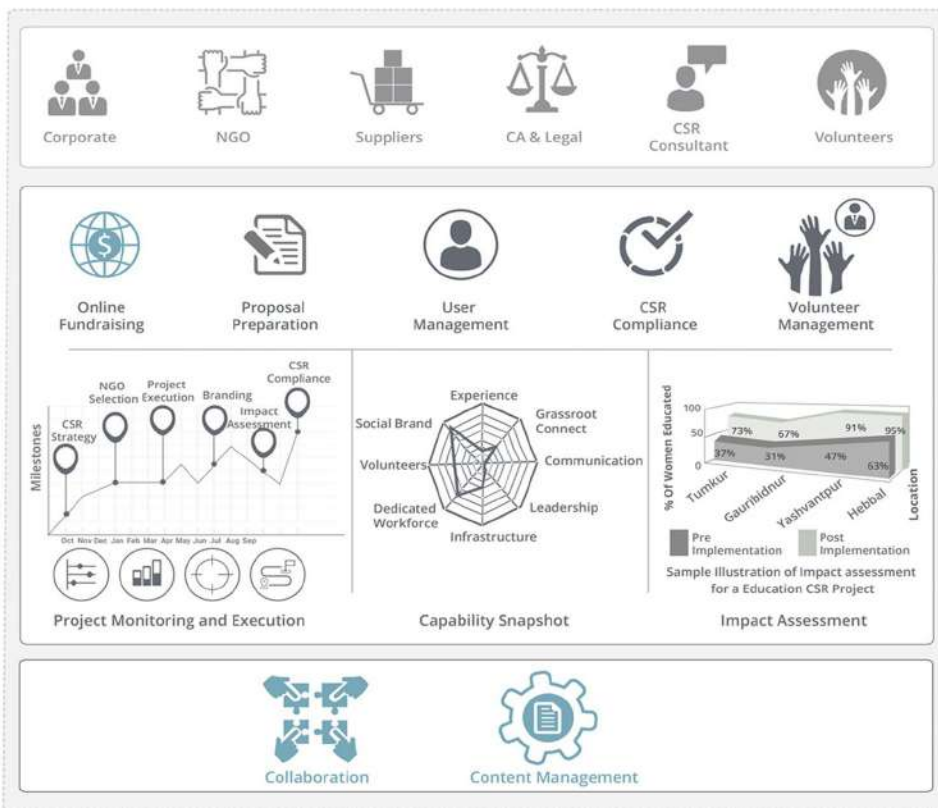 Corporate
NGO
Suppliers
CA & Legal
CSR
Consultant
Volunteers
$
Online
Fundraising
Proposal
Preparation
User
Management
CSR
Compliance
Volunteer
Management
Milestones
CSR
Strategy
NGO
Selection
Project
Execution
Branding
Impact
Assessment
CSR
Compliance
Oct Nov Dec Jan Feb Mar Apr May Jun Jul Aug Sep
Project Monitoring and Execution
Experience
Grassroot
Connect
Communication
Leadership
Infrastructure
Dedicated
Workforce
Volunteers
Social Brand
Capability Snapshot
% Of Women Educated
100
50
0
73% 67% 91% 95%
37% 31% 47% 63%
Tumkur
Gauribidnur
Yashvantpur
Hebbal
Location
Pre
Implementation
Post
Implementation
Sample Illustration of Impact assessment
for a Education CSR Project
Impact Assessment
Collaboration
Content Management